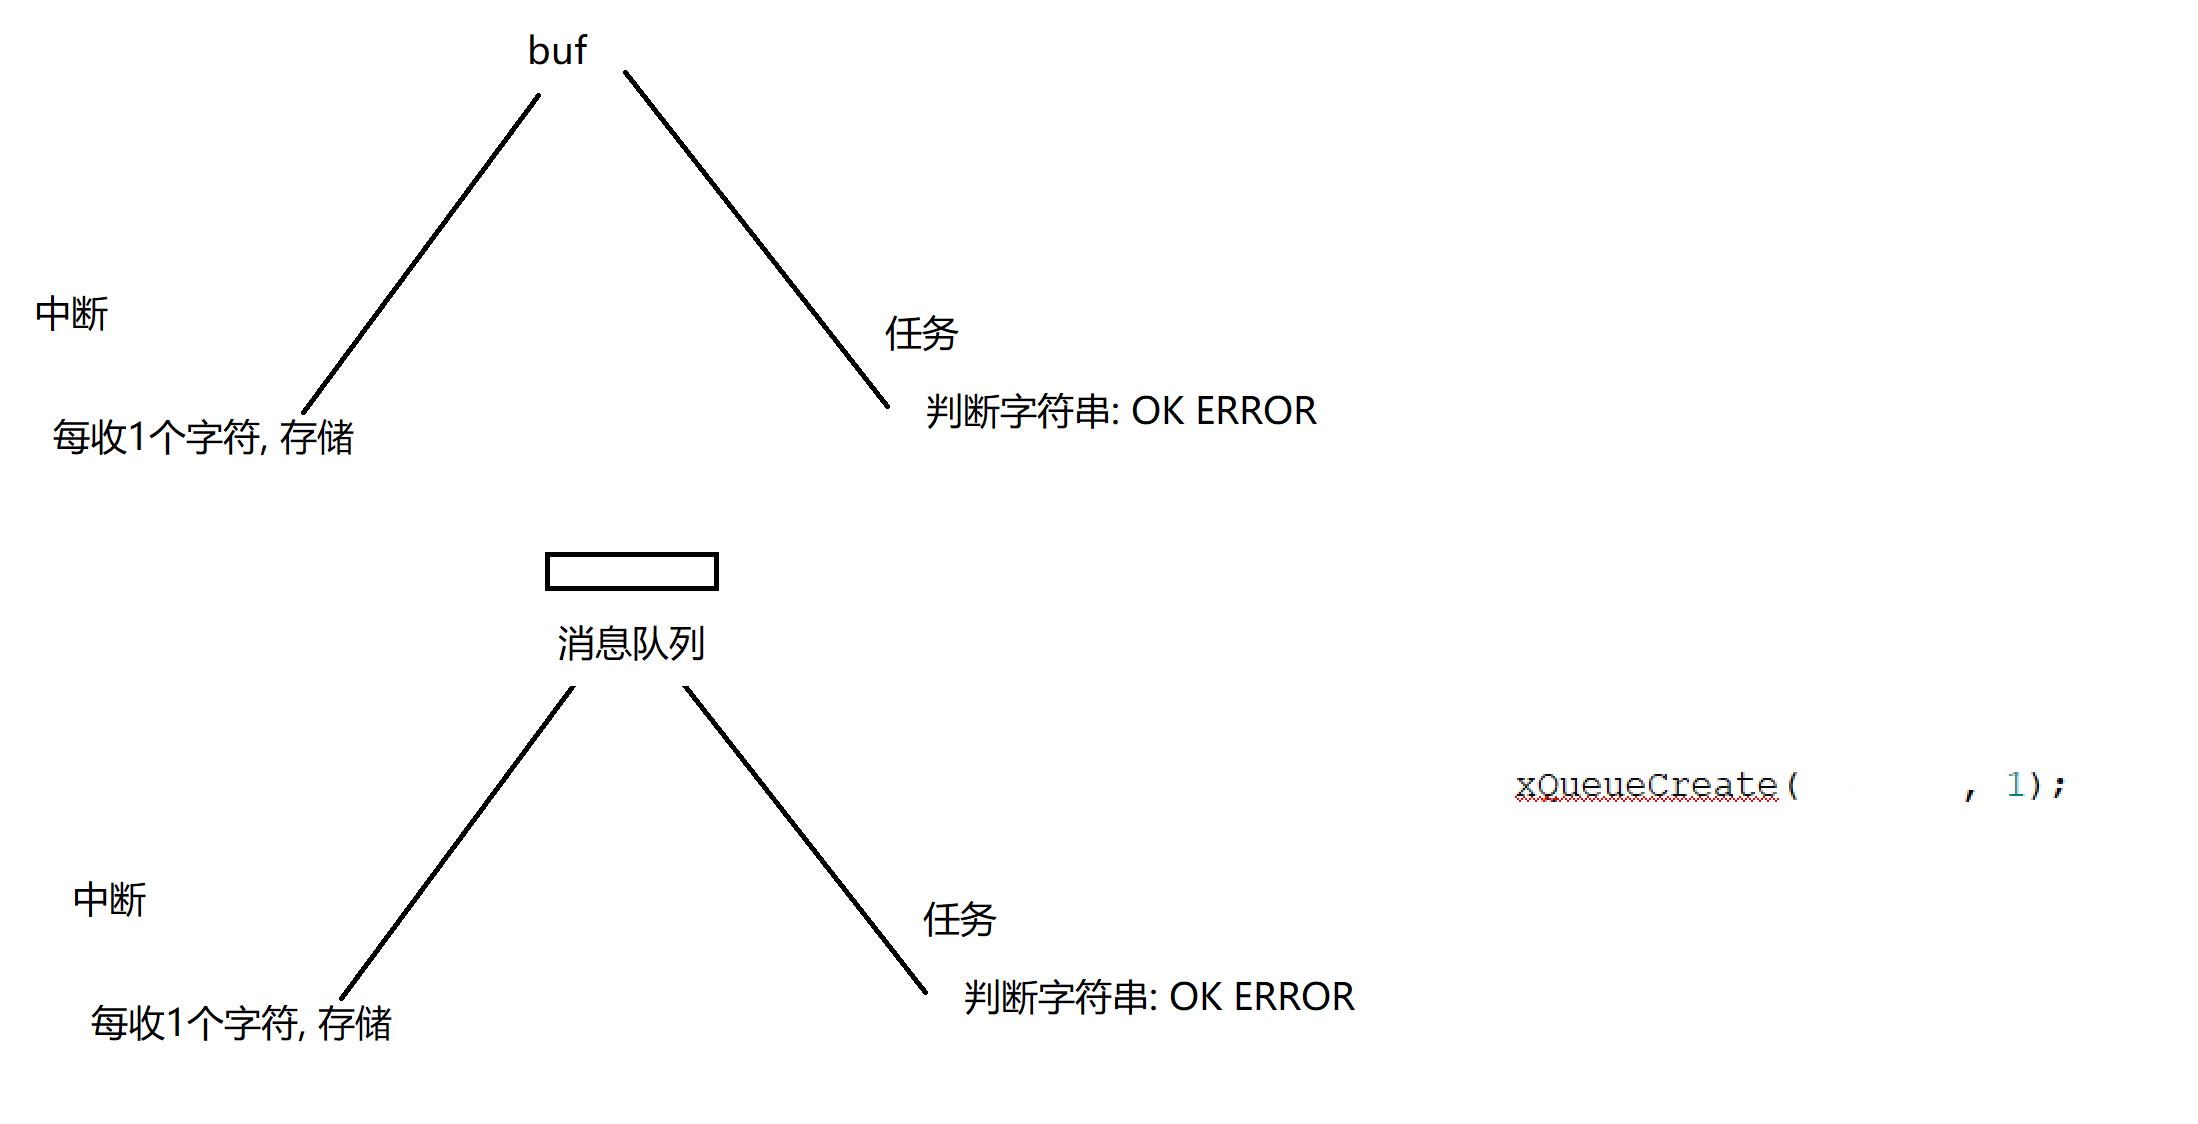 buf
中断
任务
判断字符串: OK ERROR
每收1个字符, 存储
消息队列
xQueueCreate( , 1);
中断
任务
判断字符串: OK ERROR
每收1个字符, 存储